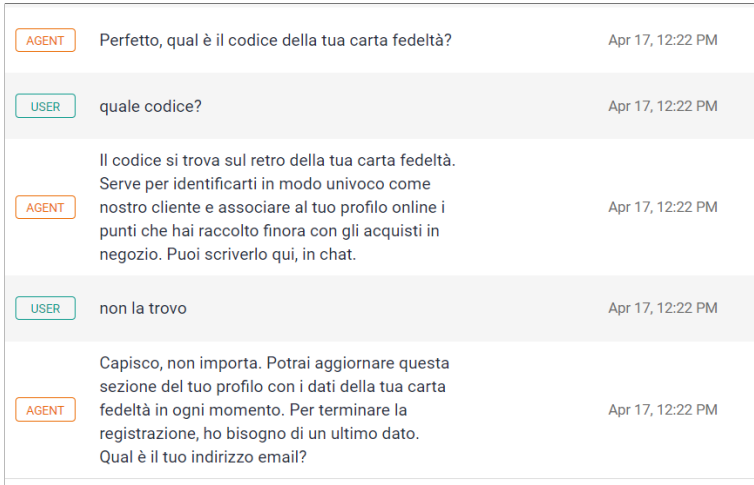 AGENT
Perfetto, qual è il codice della tua carta fedeltà?
Apr 17, 12:22 PM
USER
quale codice?
Apr 17, 12:22 PM
AGENT
Il codice si trova sul retro della tua carta fedeltà.
Serve per identificarti in modo univoco come
nostro cliente e associare al tuo profilo online i
punti che hai raccolto finora con gli acquisti in
negozio. Puoi scriverlo qui, in chat.
Apr 17, 12:22 PM
USER
non la trovo
Apr 17, 12:22 PM
AGENT
Capisco, non importa. Potrai aggiornare questa
sezione del tuo profilo con i dati della tua carta
fedeltà in ogni momento. Per terminare la
registrazione, ho bisogno di un ultimo dato.
Qual è il tuo indirizzo email?
Apr 17, 12:22 PM